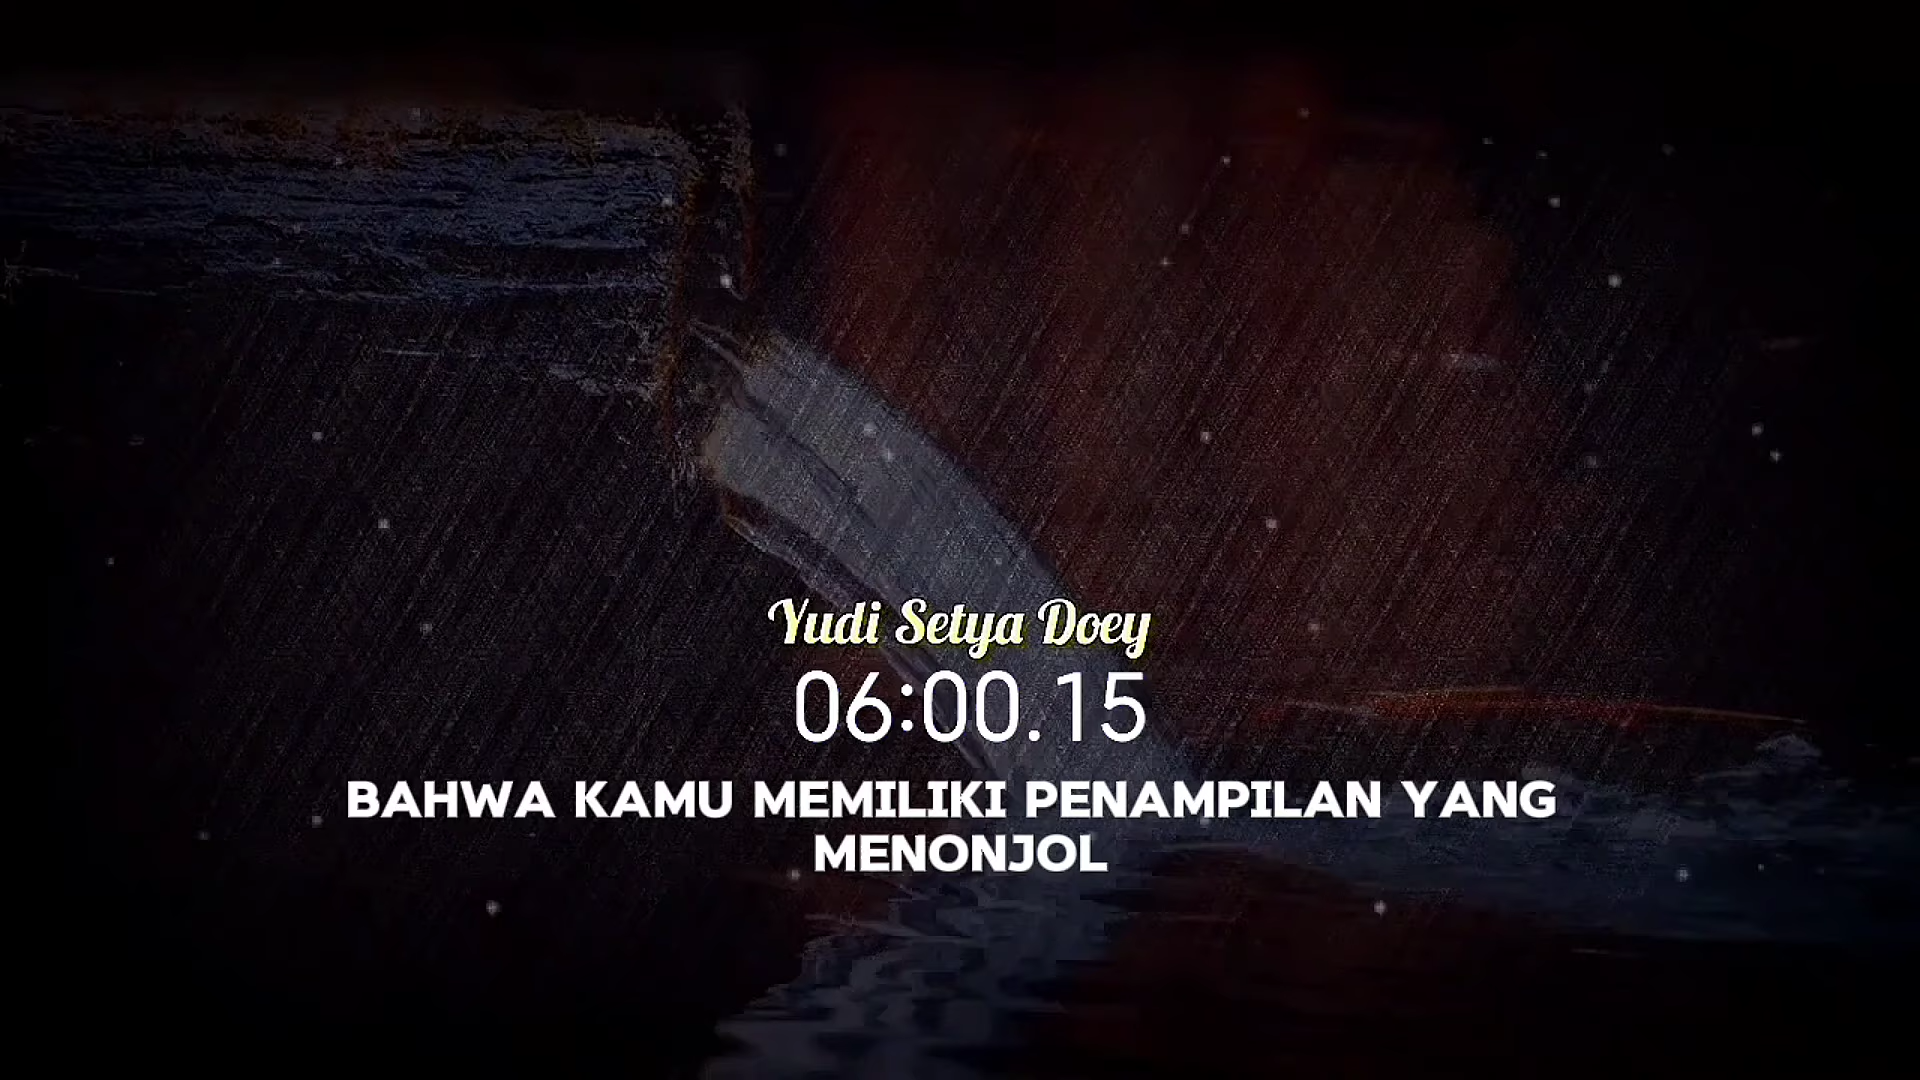 Yudi Setya Doey
06:00.15
BAHWA KAMU MEMILIKI PENAMPILAN YANG
MENONJOL